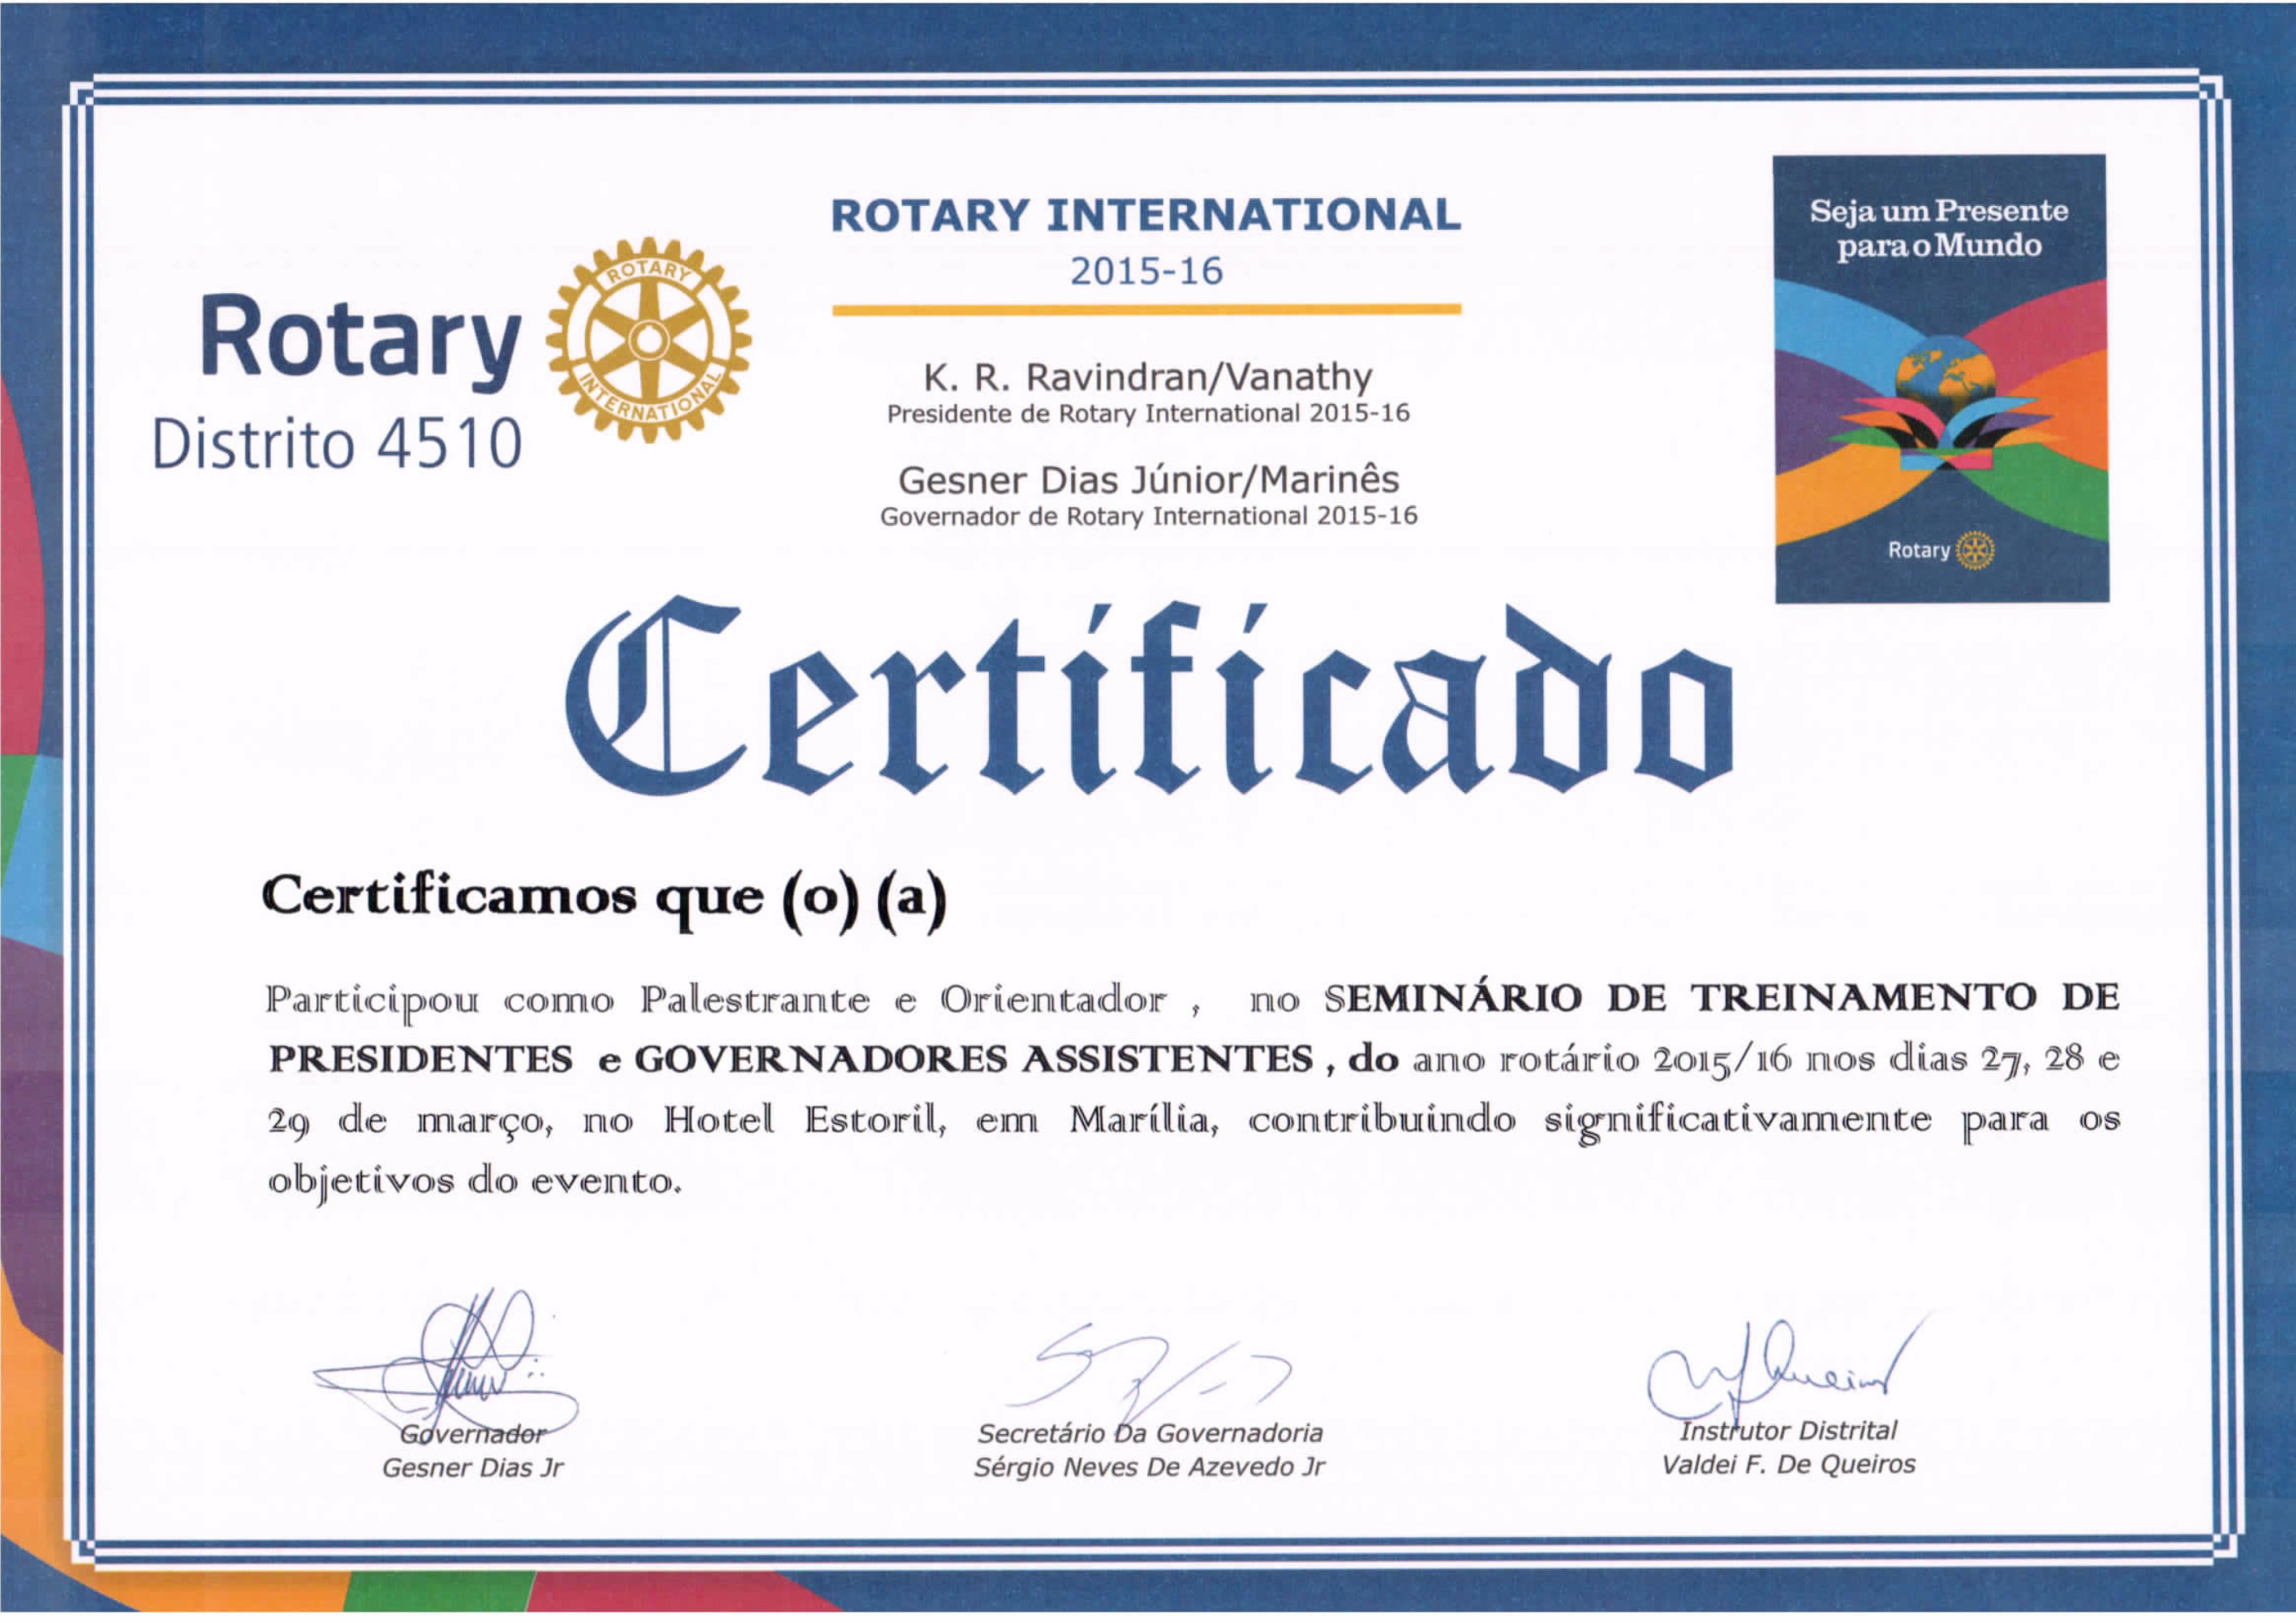 ROTARY INTERNATIONAL
2015-16
Rotary
Distrito 4510
ROTARY
INTERNATIONAL
K. R. Ravindran/Vanathy
Presidente de Rotary International 2015-16
Gesner Dias Júnior/Marinês
Governador de Rotary International 2015-16
Seja um Presente
para o Mundo
Rotary
Certificado
Certificamos que (o) (a)
Participou como Palestrante e Orientador , no SEMINÁRIO DE TREINAMENTO DE
PRESIDENTES e GOVERNADORES ASSISTENTES , do ano rotário 2015/16 nos dias 27, 28 e
29 de março, no Hotel Estoril, em Marília, contribuindo significativamente para os
objetivos do evento.
Governador
Gesner Dias Jr
Secretário Da Governadoria
Sérgio Neves De Azevedo Jr
Instrutor Distrital
Valdei F. De Queiros